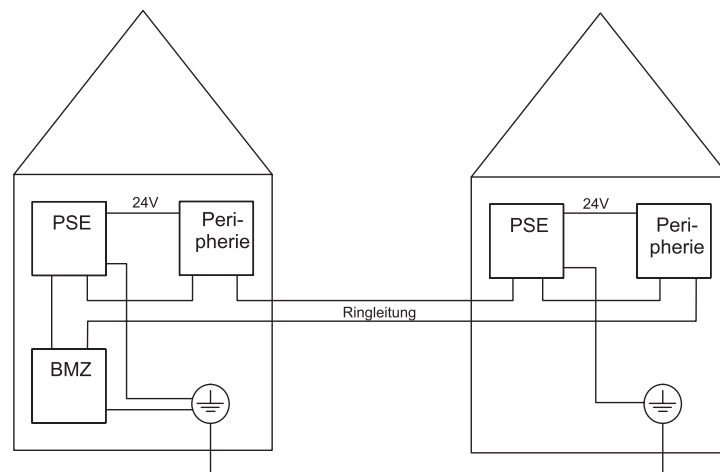 24V
PSE
Peri-
pherie
BMZ
Ringleitung
24V
PSE
Peri-
pherie